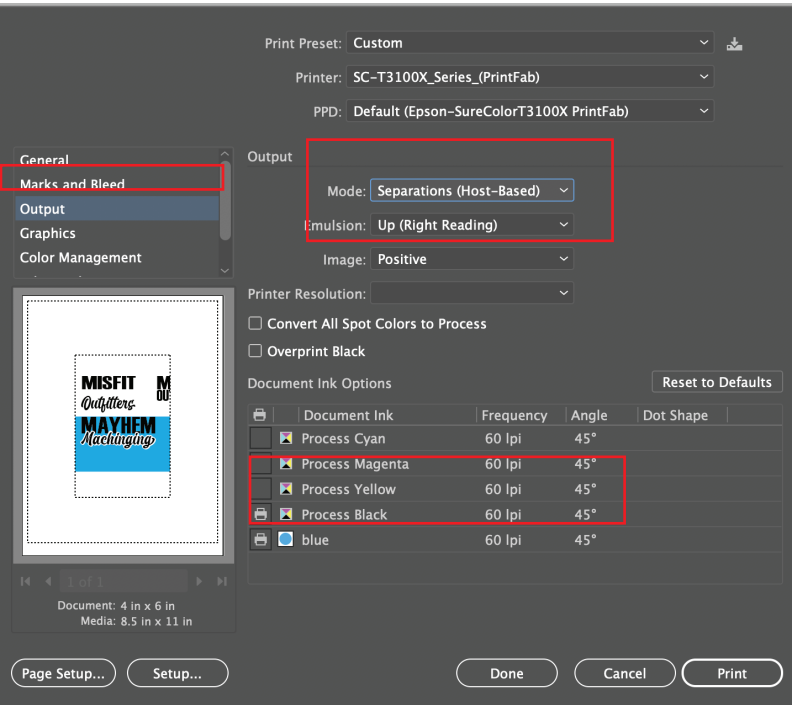 Print Preset: Custom
Printer: SC-T3100X_Series_(PrintFab)
PPD: Default (Epson-SureColorT3100X PrintFab)
General
Marks and Bleed
Output
Graphics
Color Management
Output
Mode: Separations (Host-Based)
Emulsion: Up (Right Reading)
Image: Positive
Printer Resolution:
Convert All Spot Colors to Process
Overprint Black
Document Ink Options
Reset to Defaults
Document Ink Frequency Angle Dot Shape
Process Cyan 60 lpi 45°
Process Magenta 60 lpi 45°
Process Yellow 60 lpi 45°
Process Black 60 lpi 45°
blue 60 lpi 45°
MISFIT M
Outfitters OU
MAYHEM
Machinging
1 of 1
Document: 4 in x 6 in
Media: 8.5 in x 11 in
Page Setup... Setup... Done Cancel Print